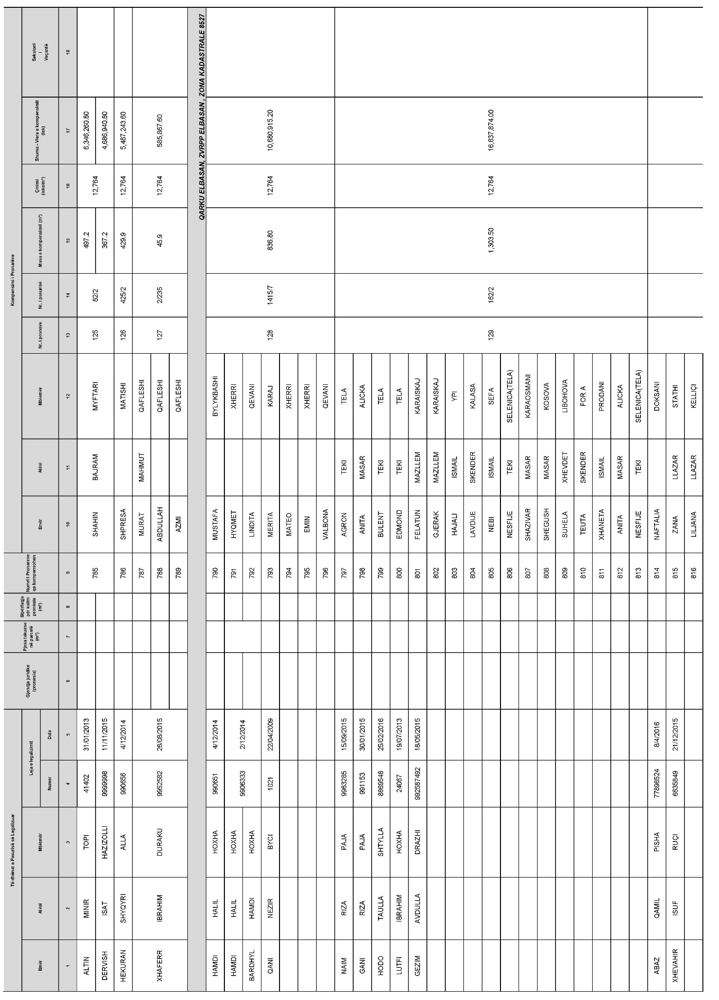 Të dhënat e Pasurisë së Legalizuar Kompensimi i Pronarëve
Emër Atësi Mbiemër Leja e legalizimit Gjendja juridike (pronësia) Pjesa takuese në parcelë (m²) Sipërfaqja për kalim pronësie (m²) Numri i Pronarëve që kompensohen Emër Atësi Mbiemër Nr. i pronave Nr. i pasurisë Masa e kompensimit (m²) Çmimi (lekë/m²) Shuma - Vlera e kompensimit (lek) Seksioni i Veçantë
Numer Date
1 2 3 4 5 6 7 8 9 10 11 12 13 14 15 16 17 18
ALTIN MINIR TOPI 41402 31/01/2013 785 SHAHIN BAJRAM MYFTARI 125 82/2 497.2 12,764 6,346,260.80
DERVISH ISAT HAZIZOLLI 9999998 11/11/2015 367.2 4,686,940.80
HEKURAN SHYQYRI ALLA 990656 4/12/2014 786 SHPRESA MATISHI 126 425/2 429.9 12,764 5,487,243.60
XHAFERR IBRAHIM DURAKU 9952582 26/08/2015 787 MURAT MAHMUT QAFLESHI 127 2/235 45.9 12,764 585,867.60
788 ABDULLAH QAFLESHI
789 AZMI QAFLESHI
QARKU ELBASAN, ZVRPP ELBASAN , ZONA KADASTRALE 8527
HAMDI HALIL HOXHA 990651 4/12/2014 790 MUSTAFA BYLYKBASHI
HAMDI HALIL HOXHA 9906333 2/12/2014 791 HYQMET XHERRI
BARDHYL HAMDI HOXHA 792 LINDITA QEVANI
QANI NEZIR BYCI 1021 22/04/2009 793 MERITA KARAJ 128 1415/7 836.80 12,764 10,680,915.20
794 MATEO XHERRI
795 EMIN XHERRI
796 VALBONA QEVANI
NAIM RIZA PAJA 9963285 15/09/2015 797 AGRON TEKI TELA
GANI RIZA PAJA 991153 30/01/2015 798 ANITA MASAR ALICKA
HODO TAULLA SHTYLLA 8869548 25/02/2016 799 BULENT TEKI TELA
LUTFI IBRAHIM HOXHA 24067 19/07/2013 800 EDMOND TEKI TELA
GEZIM AVDULLA DRAZHI 992587492 18/05/2015 801 FELATUN MAZLLEM KARAISKAJ
802 GJERAK MAZLLEM KARAISKAJ
803 HAJALI ISMAIL YPI
804 LAVDIJE SKENDER KALASA
805 NEBI ISMAIL SEFA 129 162/2 1,303.50 12,764 16,637,874.00
806 NESFIJE TEKI SELENICA(TELA)
807 SHAZIVAR MASAR KARAOSMANI
808 SHEGUSH MASAR KOSOVA
809 SUHELA XHEVDET LIBOHOVA
810 TEUTA SKENDER FOR A
811 XHANETA ISMAIL PRODANI
812 ANITA MASAR ALICKA
813 NESFIJE TEKI SELENICA(TELA)
ABAZ QAMIL PISHA 77896524 8/4/2016 814 NAFTALIA DOKSANI
XHEVAHIR ISUF RUÇI 6635849 21/12/2015 815 ZANA LLAZAR STATHI
816 LILJANA LLAZAR KELLIÇI